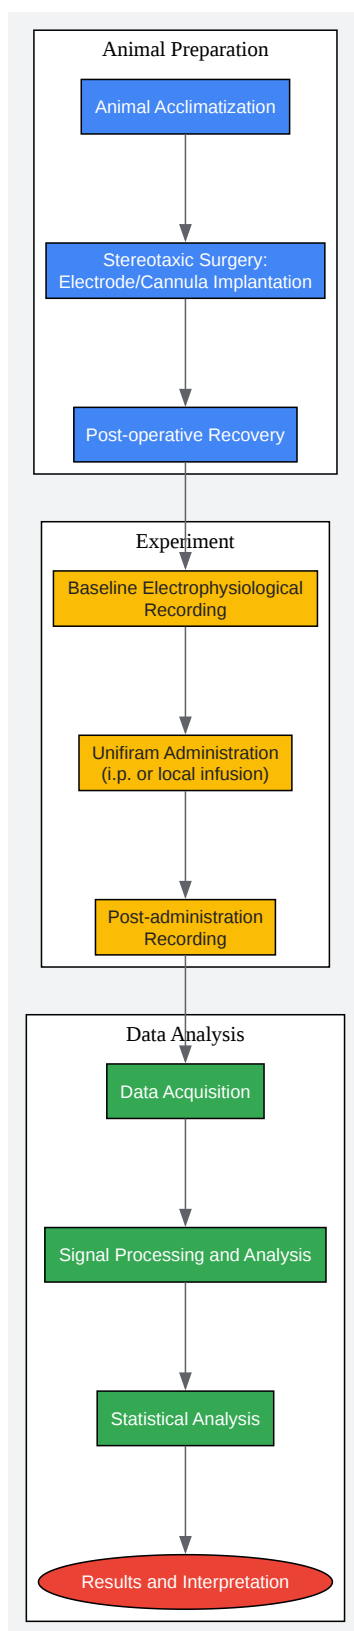 Animal Preparation
Animal Acclimatization
Stereotaxic Surgery:
Electrode/Cannula Implantation
Post-operative Recovery
Experiment
Baseline Electrophysiological
Recording
Unifiram Administration
(i.p. or local infusion)
Post-administration
Recording
Data Analysis
Data Acquisition
Signal Processing and Analysis
Statistical Analysis
Results and Interpretation